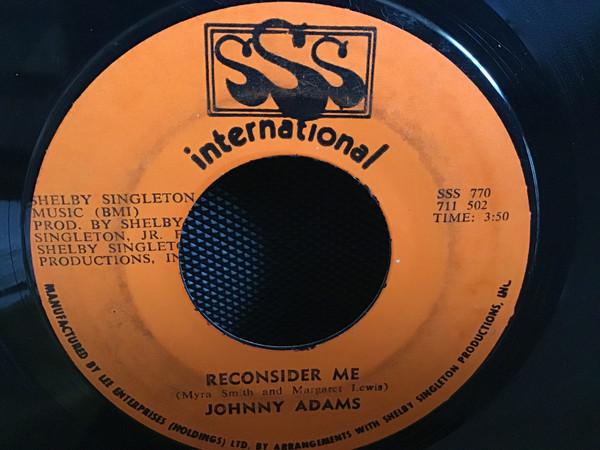 SSS
international
SHELBY SINGLETON
MUSIC (BMI)
PROD. BY SHELBY
SINGLETON, JR. F
SHELBY SINGLETO
PRODUCTIONS, IN
SSS 770
711 502
TIME: 3:50
RECONSIDER ME
(Myra Smith and Margaret Lewis)
JOHNNY ADAMS
MANUFACTURED BY LEE ENTERPRISES (HOLDINGS) LTD. BY ARRANGEMENTS WITH SHELBY SINGLETON PRODUCTIONS, INC.